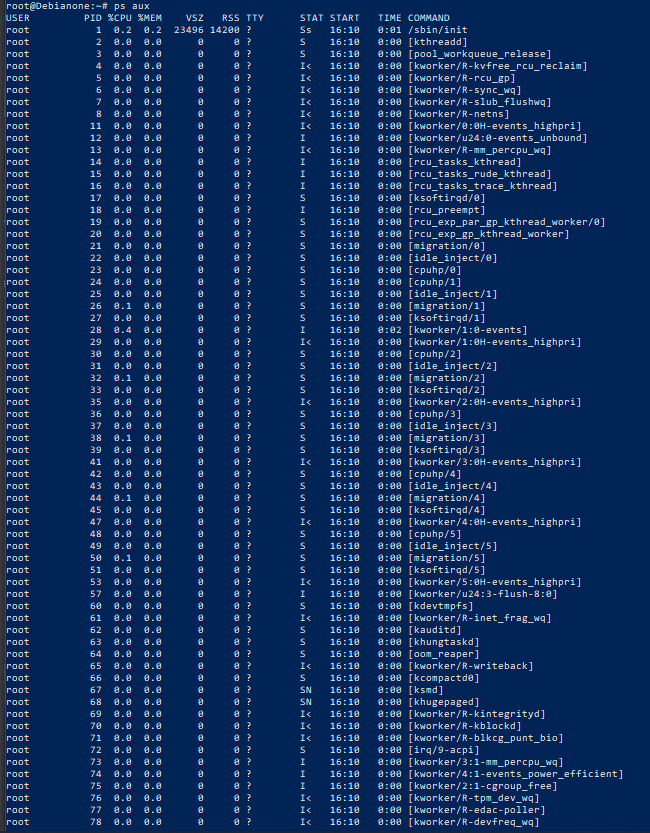 root@Debianone:~# ps aux
USER PID %CPU %MEM VSZ RSS TTY STAT START TIME COMMAND
root 1 0.2 0.2 23496 14200 ? Ss 16:10 0:01 /sbin/init
root 2 0.0 0.0 0 0 ? S 16:10 0:00 [kthreadd]
root 3 0.0 0.0 0 0 ? S 16:10 0:00 [pool_workqueue_release]
root 4 0.0 0.0 0 0 ? I< 16:10 0:00 [kworker/R-kvfree_rcu_reclaim]
root 5 0.0 0.0 0 0 ? I< 16:10 0:00 [kworker/R-rcu_gp]
root 6 0.0 0.0 0 0 ? I< 16:10 0:00 [kworker/R-sync_wq]
root 7 0.0 0.0 0 0 ? I< 16:10 0:00 [kworker/R-slub_flushwq]
root 8 0.0 0.0 0 0 ? I< 16:10 0:00 [kworker/R-netns]
root 11 0.0 0.0 0 0 ? I< 16:10 0:00 [kworker/0:0H-events_highpri]
root 12 0.0 0.0 0 0 ? I 16:10 0:00 [kworker/u24:0-events_unbound]
root 13 0.0 0.0 0 0 ? I< 16:10 0:00 [kworker/R-mm_percpu_wq]
root 14 0.0 0.0 0 0 ? I 16:10 0:00 [rcu_tasks_kthread]
root 15 0.0 0.0 0 0 ? I 16:10 0:00 [rcu_tasks_rude_kthread]
root 16 0.0 0.0 0 0 ? I 16:10 0:00 [rcu_tasks_trace_kthread]
root 17 0.0 0.0 0 0 ? S 16:10 0:00 [ksoftirqd/0]
root 18 0.0 0.0 0 0 ? I 16:10 0:00 [rcu_preempt]
root 19 0.0 0.0 0 0 ? S 16:10 0:00 [rcu_exp_par_gp_kthread_worker/0]
root 20 0.0 0.0 0 0 ? S 16:10 0:00 [rcu_exp_gp_kthread_worker]
root 21 0.0 0.0 0 0 ? S 16:10 0:00 [migration/0]
root 22 0.0 0.0 0 0 ? S 16:10 0:00 [idle_inject/0]
root 23 0.0 0.0 0 0 ? S 16:10 0:00 [cpuhp/0]
root 24 0.0 0.0 0 0 ? S 16:10 0:00 [cpuhp/1]
root 25 0.0 0.0 0 0 ? S 16:10 0:00 [idle_inject/1]
root 26 0.1 0.0 0 0 ? S 16:10 0:00 [migration/1]
root 27 0.0 0.0 0 0 ? S 16:10 0:00 [ksoftirqd/1]
root 28 0.4 0.0 0 0 ? I 16:10 0:02 [kworker/1:0-events]
root 29 0.0 0.0 0 0 ? I< 16:10 0:00 [kworker/1:0H-events_highpri]
root 30 0.0 0.0 0 0 ? S 16:10 0:00 [cpuhp/2]
root 31 0.0 0.0 0 0 ? S 16:10 0:00 [idle_inject/2]
root 32 0.1 0.0 0 0 ? S 16:10 0:00 [migration/2]
root 33 0.0 0.0 0 0 ? S 16:10 0:00 [ksoftirqd/2]
root 35 0.0 0.0 0 0 ? I< 16:10 0:00 [kworker/2:0H-events_highpri]
root 36 0.0 0.0 0 0 ? S 16:10 0:00 [cpuhp/3]
root 37 0.0 0.0 0 0 ? S 16:10 0:00 [idle_inject/3]
root 38 0.1 0.0 0 0 ? S 16:10 0:00 [migration/3]
root 39 0.0 0.0 0 0 ? S 16:10 0:00 [ksoftirqd/3]
root 41 0.0 0.0 0 0 ? I< 16:10 0:00 [kworker/3:0H-events_highpri]
root 42 0.0 0.0 0 0 ? S 16:10 0:00 [cpuhp/4]
root 43 0.0 0.0 0 0 ? S 16:10 0:00 [idle_inject/4]
root 44 0.1 0.0 0 0 ? S 16:10 0:00 [migration/4]
root 45 0.0 0.0 0 0 ? S 16:10 0:00 [ksoftirqd/4]
root 47 0.0 0.0 0 0 ? I< 16:10 0:00 [kworker/4:0H-events_highpri]
root 48 0.0 0.0 0 0 ? S 16:10 0:00 [cpuhp/5]
root 49 0.0 0.0 0 0 ? S 16:10 0:00 [idle_inject/5]
root 50 0.1 0.0 0 0 ? S 16:10 0:00 [migration/5]
root 51 0.0 0.0 0 0 ? S 16:10 0:00 [ksoftirqd/5]
root 53 0.0 0.0 0 0 ? I< 16:10 0:00 [kworker/5:0H-events_highpri]
root 57 0.0 0.0 0 0 ? I 16:10 0:00 [kworker/u24:3-flush-8:0]
root 60 0.0 0.0 0 0 ? S 16:10 0:00 [kdevtmpfs]
root 61 0.0 0.0 0 0 ? I< 16:10 0:00 [kworker/R-inet_frag_wq]
root 62 0.0 0.0 0 0 ? S 16:10 0:00 [kauditd]
root 63 0.0 0.0 0 0 ? S 16:10 0:00 [khungtaskd]
root 64 0.0 0.0 0 0 ? S 16:10 0:00 [oom_reaper]
root 65 0.0 0.0 0 0 ? I< 16:10 0:00 [kworker/R-writeback]
root 66 0.0 0.0 0 0 ? S 16:10 0:00 [kcompactd0]
root 67 0.0 0.0 0 0 ? SN 16:10 0:00 [ksmd]
root 68 0.0 0.0 0 0 ? SN 16:10 0:00 [khugepaged]
root 69 0.0 0.0 0 0 ? I< 16:10 0:00 [kworker/R-kintegrityd]
root 70 0.0 0.0 0 0 ? I< 16:10 0:00 [kworker/R-kblockd]
root 71 0.0 0.0 0 0 ? I< 16:10 0:00 [kworker/R-blkcg_punt_bio]
root 72 0.0 0.0 0 0 ? S 16:10 0:00 [irq/9-acpi]
root 73 0.0 0.0 0 0 ? I 16:10 0:00 [kworker/3:1-mm_percpu_wq]
root 74 0.0 0.0 0 0 ? I 16:10 0:00 [kworker/4:1-events_power_efficient]
root 75 0.0 0.0 0 0 ? I 16:10 0:00 [kworker/2:1-cgroup_free]
root 76 0.0 0.0 0 0 ? I< 16:10 0:00 [kworker/R-tpm_dev_wq]
root 77 0.0 0.0 0 0 ? I< 16:10 0:00 [kworker/R-edac-poller]
root 78 0.0 0.0 0 0 ? I< 16:10 0:00 [kworker/R-devfreq_wq]